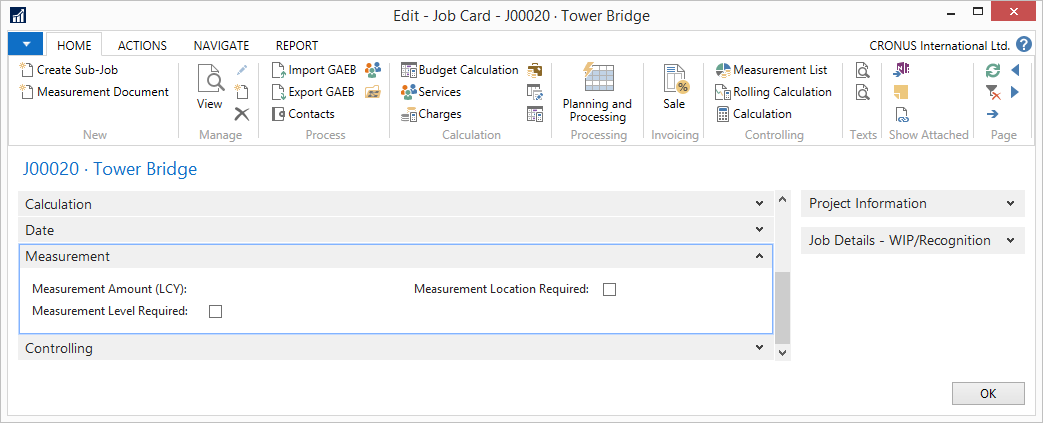 Edit - Job Card - J00020 · Tower Bridge
HOME ACTIONS NAVIGATE REPORT CRONUS International Ltd. ?
Create Sub-Job
Measurement Document
New
View
Manage
Import GAEB
Export GAEB
Contacts
Process
Budget Calculation
Services
Charges
Calculation
Planning and
Processing
Processing
Sale
Invoicing
Measurement List
Rolling Calculation
Calculation
Controlling
Texts
Show Attached
Page
J00020 · Tower Bridge
Calculation
Date
Measurement
Measurement Amount (LCY): Measurement Location Required:
Measurement Level Required:
Controlling
Project Information
Job Details - WIP/Recognition
OK